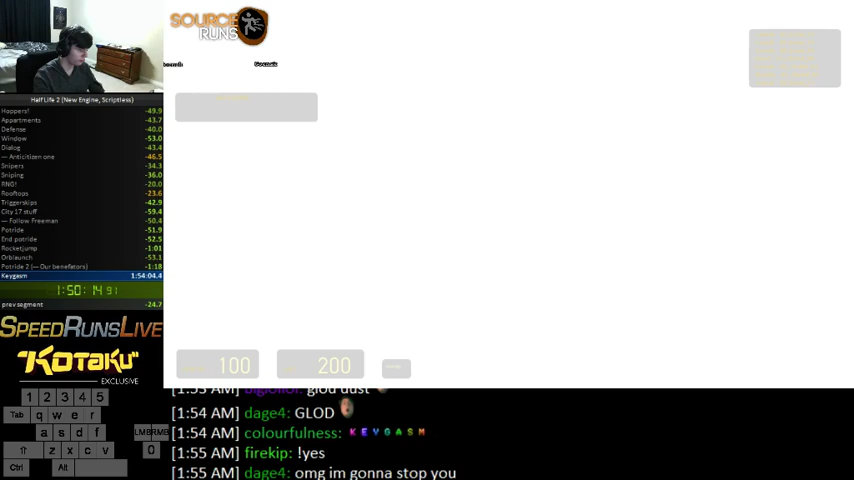 SOURCE
RUNS
Half Life 2 (New Engine, Scriptless)
Hoppers! -49.9
Appartments -43.7
Defense -40.0
Window -53.0
Dialog -43.4
— Anticitizen one -46.5
Snipers -34.3
Sniping -36.0
RNG! -20.0
Rooftops -23.6
Triggerskips -42.9
City 17 stuff -59.4
— Follow Freeman -50.4
Potride -51.9
End potride -52.5
Rocketjump -1:01
Orblaunch -53.1
Potride 2 (— Our benefators) -1:18
Keygasm 1:54:04.4
1:50:14 91
prev segment -24.7
SPEEDRUNSLIVE
KOTAKU
EXCLUSIVE
1 2 3 4 5
Tab q w e r
a s d f LMB RMB
z x c v 0
Ctrl Alt
100 200
[1:53 AM] glod dust
[1:54 AM] dage4: GLOD
[1:54 AM] colourfulness: K E Y G A S M
[1:55 AM] firekip: !yes
[1:55 AM] dage4: omg im gonna stop you